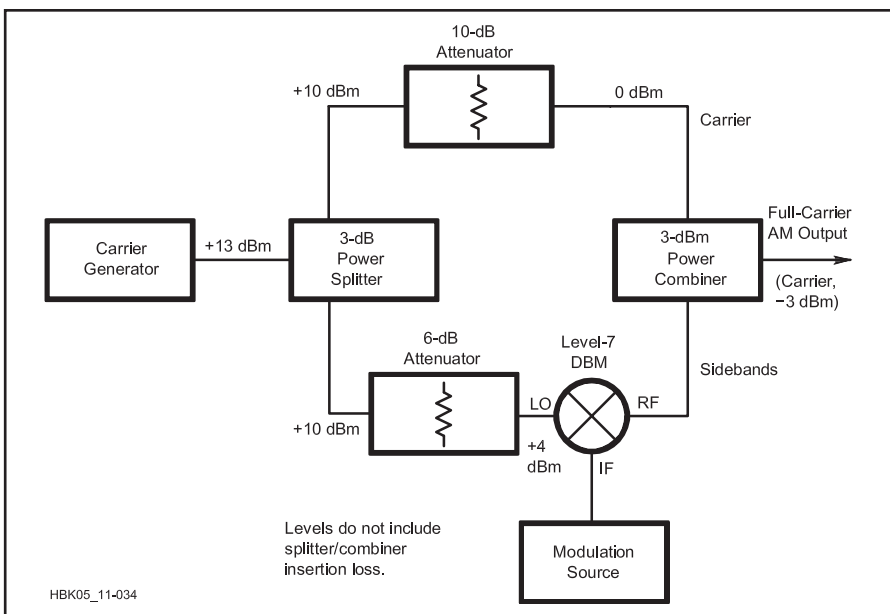 10-dB
Attenuator
+10 dBm
0 dBm
Carrier
Carrier
Generator
+13 dBm
3-dB
Power
Splitter
3-dBm
Power
Combiner
Full-Carrier
AM Output
(Carrier,
−3 dBm)
6-dB
Attenuator
Level-7
DBM
Sidebands
+10 dBm
LO
RF
+4
dBm
IF
Levels do not include
splitter/combiner
insertion loss.
Modulation
Source
HBK05_11-034